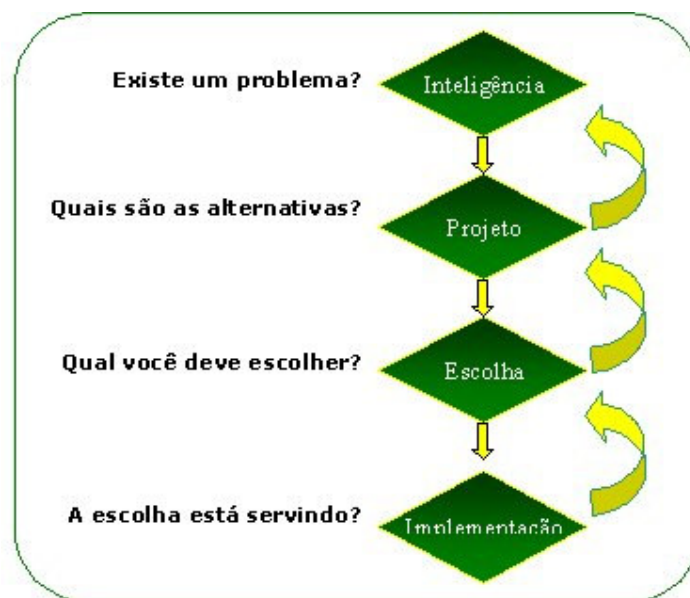 Existe um problema?
Inteligência
Quais são as alternativas?
Projeto
Qual você deve escolher?
Escolha
A escolha está servindo?
Implementação